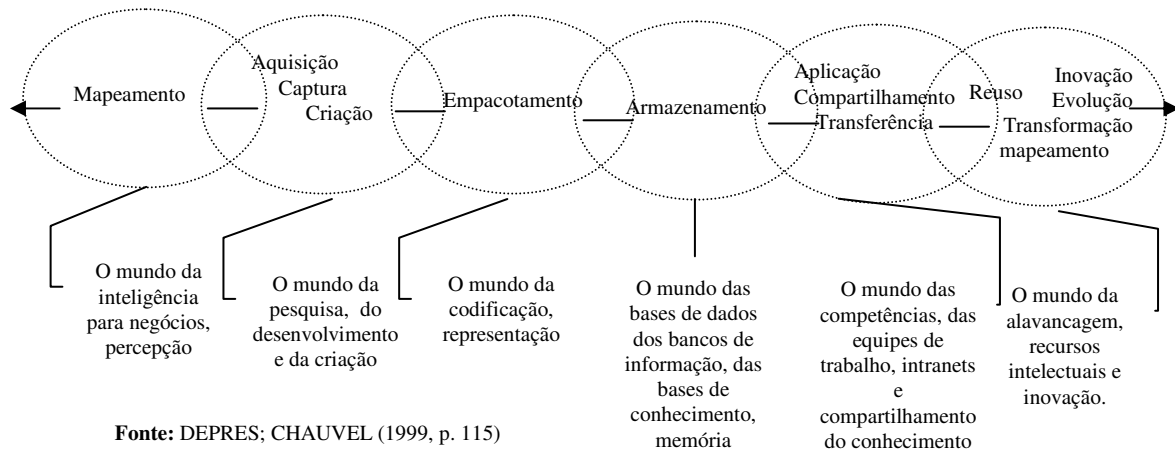 Mapeamento
Aquisição
Captura
Criação
Empacotamento
Armazenamento
Aplicação
Compartilhamento
Transferência
Reuso
Inovação
Evolução
Transformação
mapeamento
O mundo da
inteligência
para negócios,
percepção
O mundo da
pesquisa, do
desenvolvimento
e da criação
O mundo da
codificação,
representação
O mundo das
bases de dados
dos bancos de
informação, das
bases de
conhecimento,
memória
O mundo das
competências, das
equipes de
trabalho, intranets
e
compartilhamento
do conhecimento
O mundo da
alavancagem,
recursos
intelectuais e
inovação.
Fonte: DEPRES; CHAUVEL (1999, p. 115)